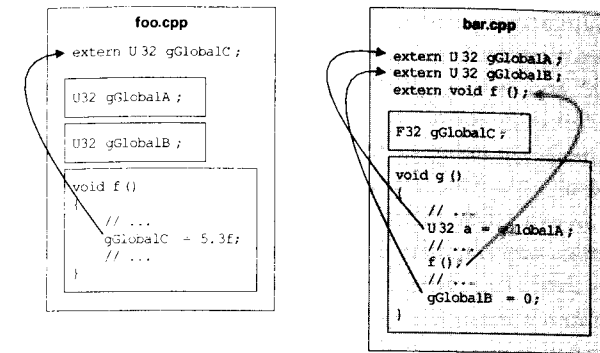 foo.cpp
extern U32 gGlobalC;
U32 gGlobalA;
U32 gGlobalB;
void f()
{
// ...
gGlobalC = 5.3f;
// ...
}
bar.cpp
extern U32 gGlobalA;
extern U32 gGlobalB;
extern void f();
F32 gGlobalC;
void g()
{
// ...
U32 a = gGlobalA;
// ...
f();
// ...
gGlobalB = 0;
}